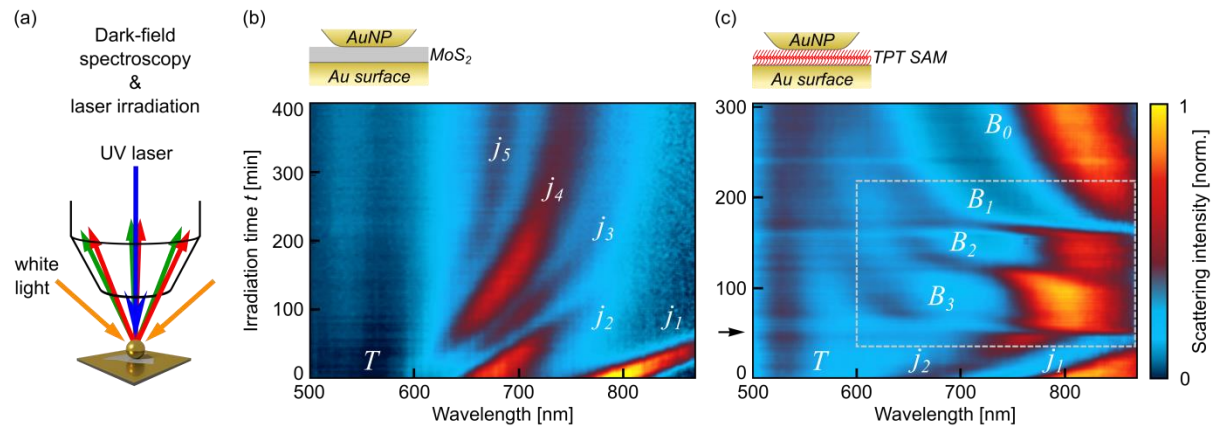 (a)
Dark-field
spectroscopy
&
laser irradiation
UV laser
white
light
(b)
AuNP
MoS₂
Au surface
Irradiation time t [min]
400
300
200
100
0
j₅
j₄
j₃
j₂
j₁
T
500
600
700
800
Wavelength [nm]
(c)
AuNP
TPT SAM
Au surface
300
200
100
0
B₀
B₁
B₂
B₃
T
j₂
j₁
500
600
700
800
Wavelength [nm]
1
0
Scattering intensity [norm.]